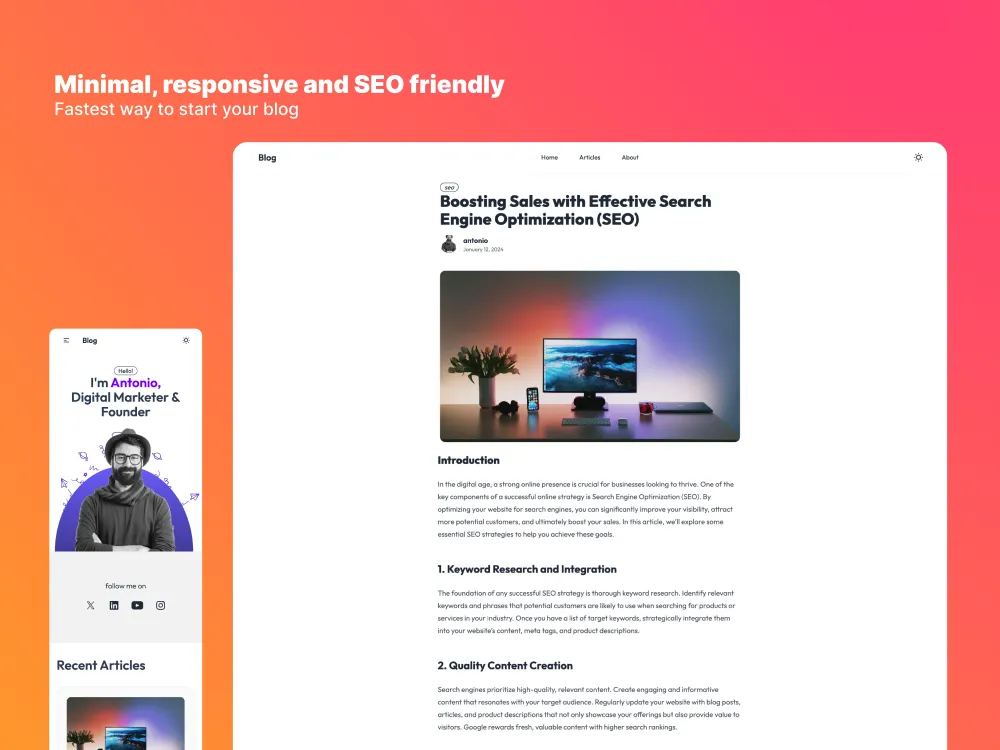 Minimal, responsive and SEO friendly
Fastest way to start your blog
Blog
Home Articles About
seo
Boosting Sales with Effective Search
Engine Optimization (SEO)
antonio
January 12, 2024
Introduction
In the digital age, a strong online presence is crucial for businesses looking to thrive. One of the
key components of a successful online strategy is Search Engine Optimization (SEO). By
optimizing your website for search engines, you can significantly improve your visibility, attract
more potential customers, and ultimately boost your sales. In this article, we'll explore some
essential SEO strategies to help you achieve these goals.
1. Keyword Research and Integration
The foundation of any successful SEO strategy is thorough keyword research. Identify relevant
keywords and phrases that potential customers are likely to use when searching for products or
services in your industry. Once you have a list of target keywords, strategically integrate them
into your website's content, meta tags, and product descriptions.
2. Quality Content Creation
Search engines prioritize high-quality, relevant content. Create engaging and informative
content that resonates with your target audience. Regularly update your website with blog posts,
articles, and product descriptions that not only showcase your offerings but also provide value to
visitors. Google rewards fresh, valuable content with higher search rankings.
Blog
Hello!
I'm Antonio,
Digital Marketer &
Founder
follow me on
Recent Articles